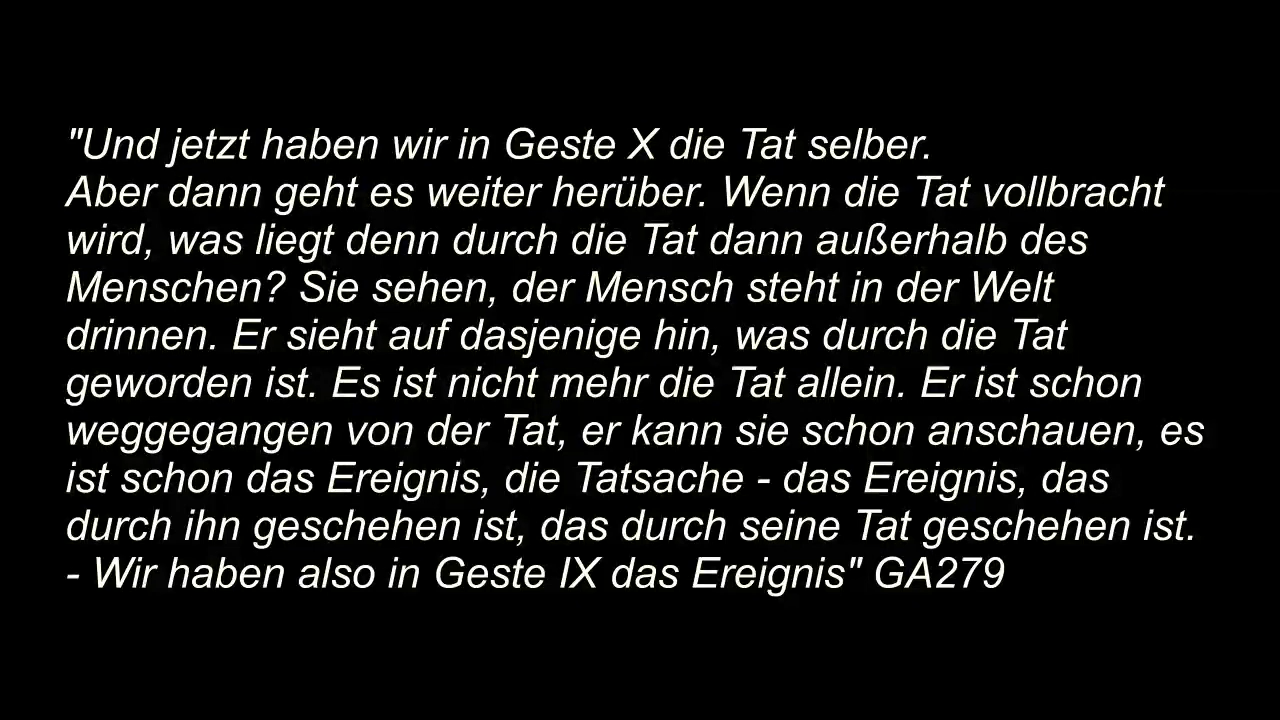 "Und jetzt haben wir in Geste X die Tat selber.
Aber dann geht es weiter herüber. Wenn die Tat vollbracht
wird, was liegt denn durch die Tat dann außerhalb des
Menschen? Sie sehen, der Mensch steht in der Welt
drinnen. Er sieht auf dasjenige hin, was durch die Tat
geworden ist. Es ist nicht mehr die Tat allein. Er ist schon
weggegangen von der Tat, er kann sie schon anschauen, es
ist schon das Ereignis, die Tatsache - das Ereignis, das
durch ihn geschehen ist, das durch seine Tat geschehen ist.
- Wir haben also in Geste IX das Ereignis" GA279